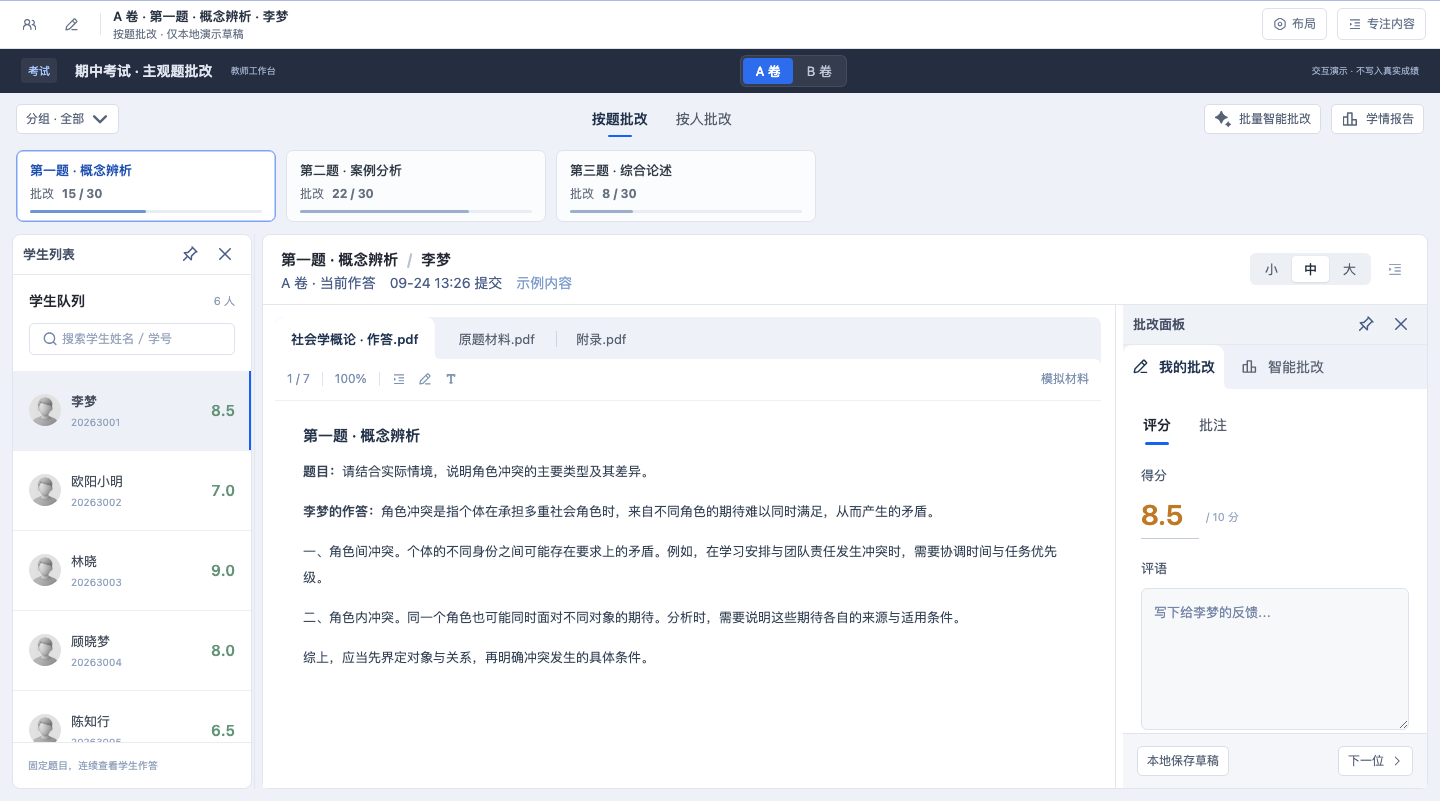 A 卷 · 第一题 · 概念辨析 · 李梦
按题批改 · 仅本地演示草稿
布局
专注内容
考试
期中考试 · 主观题批改
教师工作台
A 卷
B 卷
交互演示 · 不写入真实成绩
分组 · 全部
按题批改
按人批改
批量智能批改
学情报告
第一题 · 概念辨析
批改 15 / 30
第二题 · 案例分析
批改 22 / 30
第三题 · 综合论述
批改 8 / 30
学生列表
学生队列
6 人
搜索学生姓名 / 学号
李梦
20263001
8.5
欧阳小明
20263002
7.0
林晓
20263003
9.0
顾晓梦
20263004
8.0
陈知行
6.5
固定题目，连续查看学生作答
第一题 · 概念辨析 / 李梦
A 卷 · 当前作答 09-24 13:26 提交 示例内容
小 中 大
社会学概论 · 作答.pdf
原题材料.pdf
附录.pdf
1 / 7
100%
模拟材料
第一题 · 概念辨析
题目：请结合实际情境，说明角色冲突的主要类型及其差异。
李梦的作答：角色冲突是指个体在承担多重社会角色时，来自不同角色的期待难以同时满足，从而产生的矛盾。
一、角色间冲突。个体的不同身份之间可能存在要求上的矛盾。例如，在学习安排与团队责任发生冲突时，需要协调时间与任务优先
级。
二、角色内冲突。同一个角色也可能同时面对不同对象的期待。分析时，需要说明这些期待各自的来源与适用条件。
综上，应当先界定对象与关系，再明确冲突发生的具体条件。
批改面板
我的批改
智能批改
评分
批注
得分
8.5 / 10 分
评语
写下给李梦的反馈...
本地保存草稿
下一位